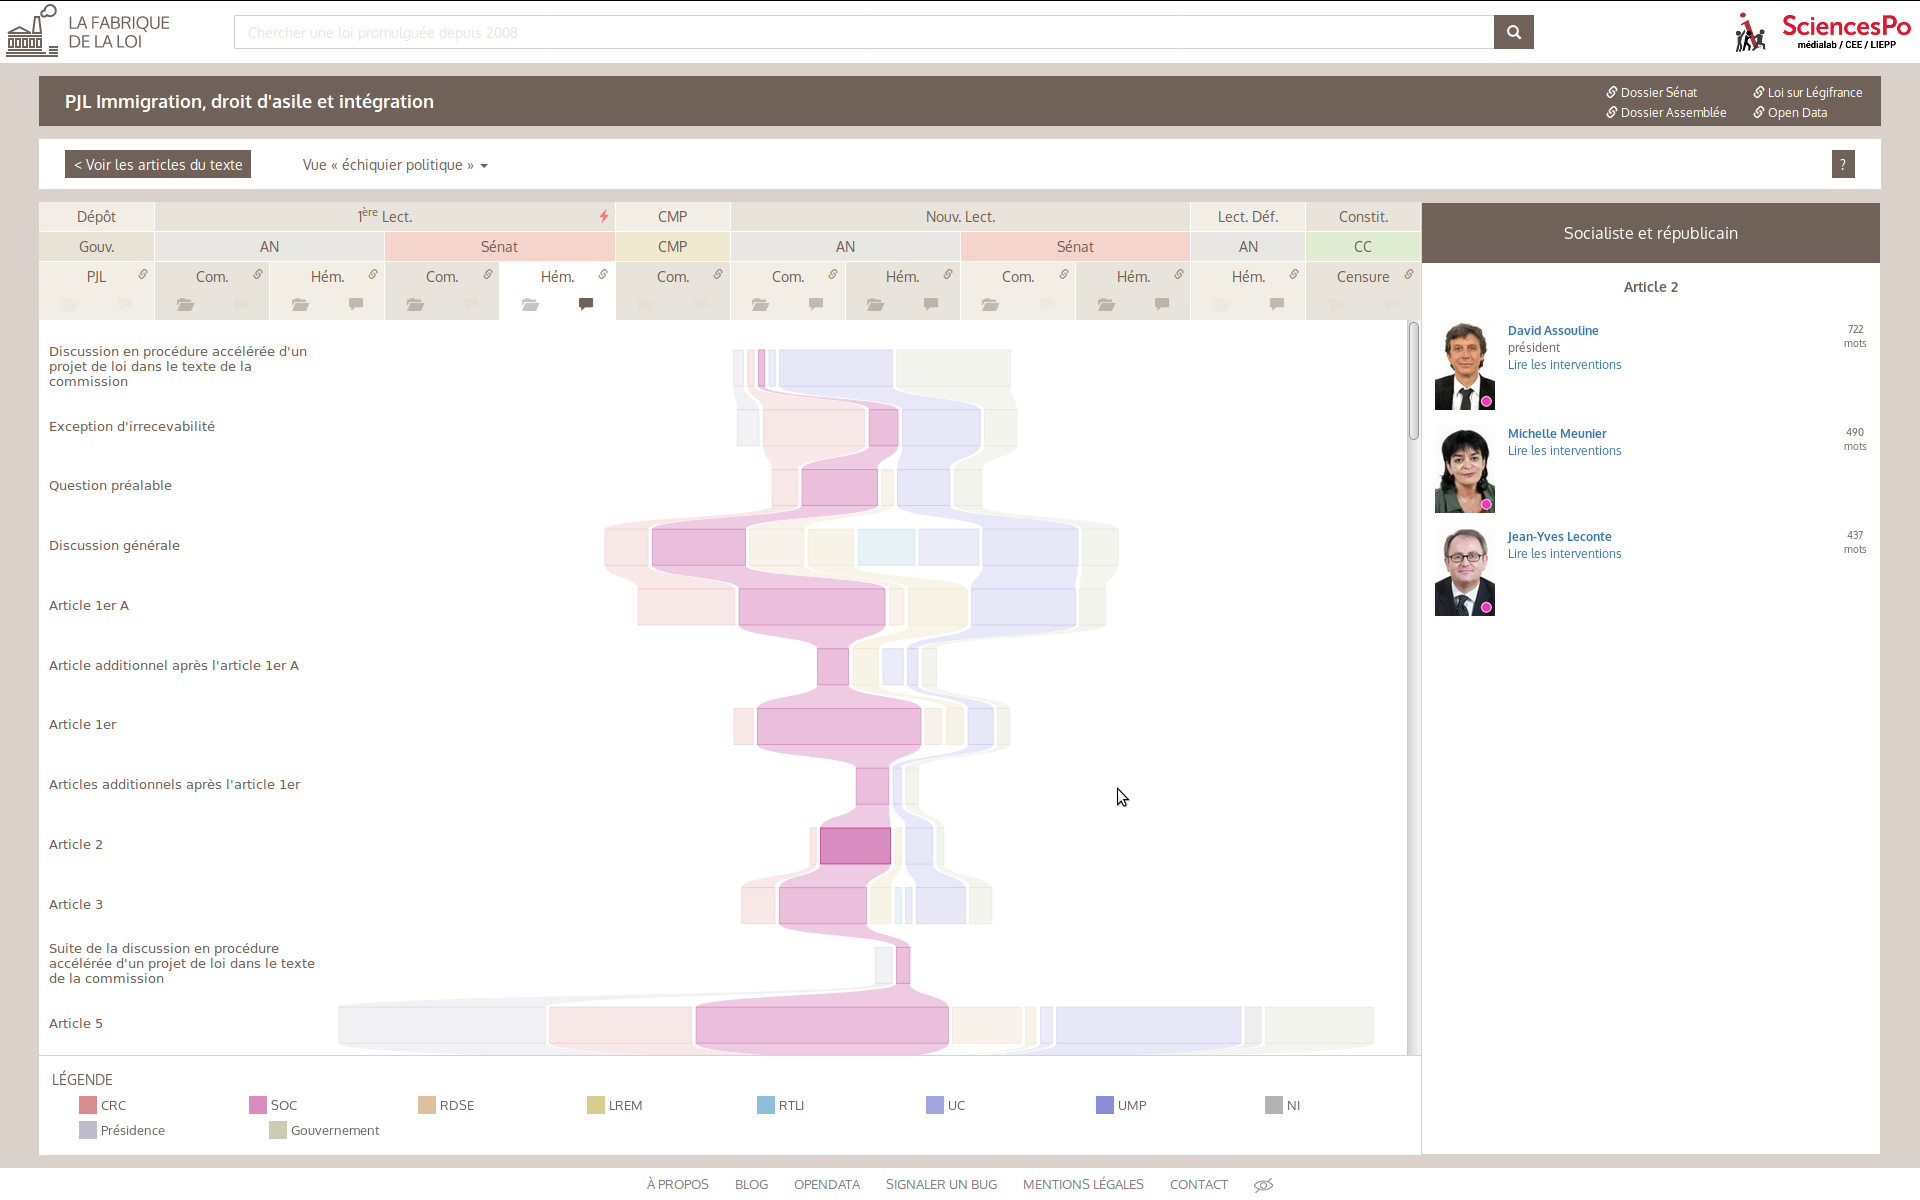 LA FABRIQUE
DE LA LOI
Chercher une loi promulguée depuis 2008
SciencesPo
médialab / CEE / LIEPP
PJL Immigration, droit d'asile et intégration
Dossier Sénat
Loi sur Légifrance
Dossier Assemblée
Open Data
< Voir les articles du texte
Vue « échiquier politique »
?
Dépôt
1ère Lect.
CMP
Nouv. Lect.
Lect. Déf.
Constit.
Gouv.
AN
Sénat
CMP
AN
Sénat
AN
CC
PJL
Com.
Hém.
Com.
Hém.
Com.
Com.
Hém.
Com.
Hém.
Hém.
Censure
Discussion en procédure accélérée d'un
projet de loi dans le texte de la
commission
Exception d'irrecevabilité
Question préalable
Discussion générale
Article 1er A
Article additionnel après l'article 1er A
Article 1er
Articles additionnels après l'article 1er
Article 2
Article 3
Suite de la discussion en procédure
accélérée d'un projet de loi dans le texte
de la commission
Article 5
LÉGENDE
CRC
SOC
RDSE
LREM
RTLI
UC
UMP
NI
Présidence
Gouvernement
Socialiste et républicain
Article 2
David Assouline
président
Lire les interventions
722
mots
Michelle Meunier
Lire les interventions
490
mots
Jean-Yves Leconte
Lire les interventions
437
mots
À PROPOS
BLOG
OPENDATA
SIGNALER UN BUG
MENTIONS LÉGALES
CONTACT